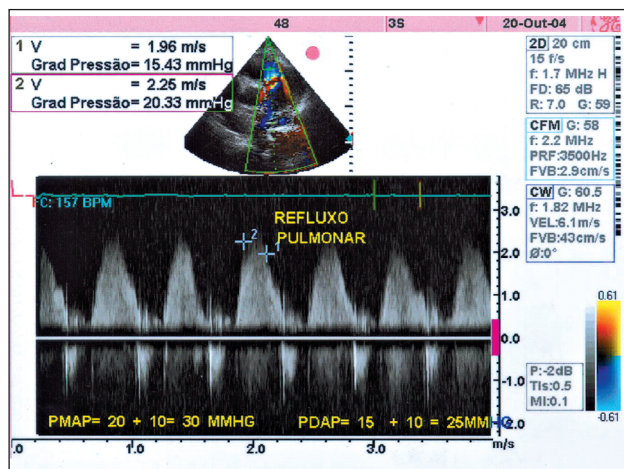 4B
3S
20-Out-04
1 V = 1.96 m/s
Grad Pressão= 15.43 mmHg
2 V = 2.25 m/s
Grad Pressão= 20.33 mmHg
2D 20 cm
15 f/s
f: 1.7 MHz H
FD: 65 dB
R: 7.0 G: 59
CFM G: 58
f: 2.2 MHz
PRF:3500Hz
FVB:2.9cm/s
CW G: 60.5
f: 1.82 MHz
VEL:6.1m/s
FVB:43cm/s
Ø:0°
FC: 157 BPM
REFLUXO
PULMONAR
2
1
3.0
2.0
1.0
0.0
-1.0
-2.0
0.61
-0.61
P:-2dB
TIs:0.5
MI:0.1
PMAP= 20 + 10= 30 MMHG
PDAP= 15 + 10 = 25MMHG
.0 1.0 2.0 3.0 m/s